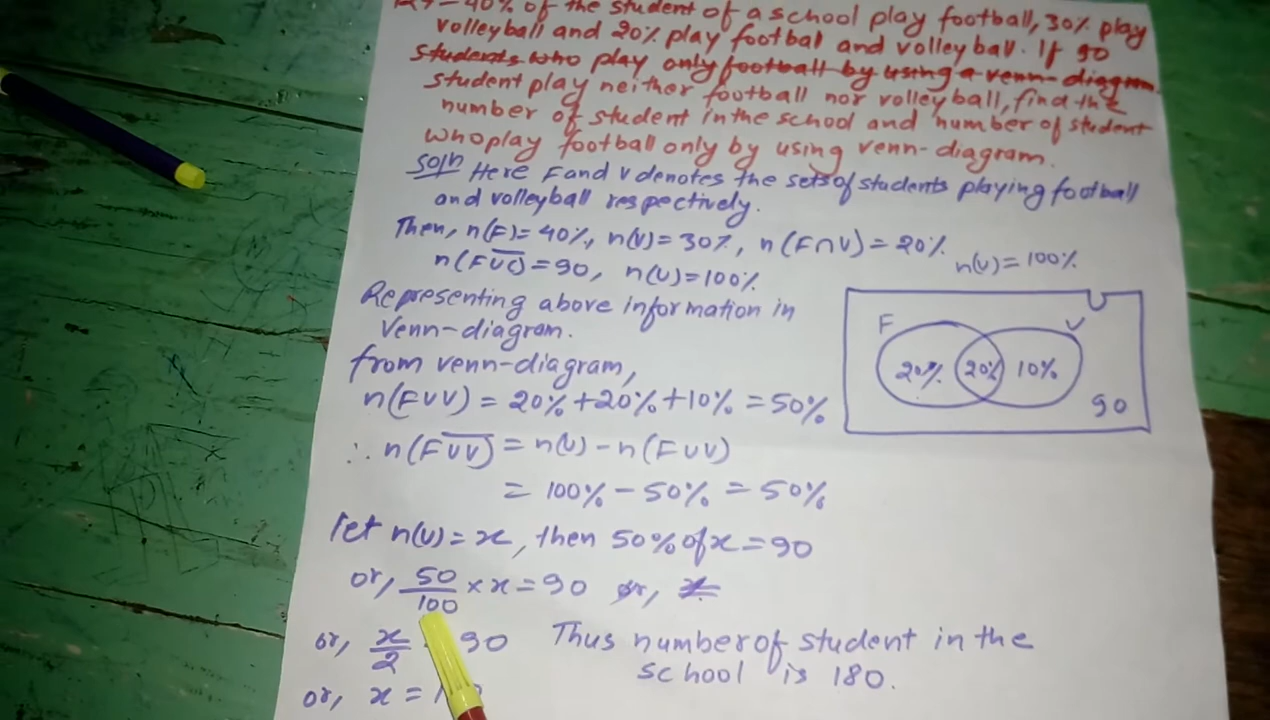 40% of the student of a school play football, 30% play
volleyball and 20% play footbal and volleyball. If 90
students who play only football by using a venn-diagram
student play neither football nor volleyball, find the
number of student in the school and number of student
who play football only by using venn-diagram.
Soln Here F and V denotes the sets of students playing football
and volleyball respectively.
Then, n(F)= 40%, n(V)= 30%, n(F∩V)= 20%.
n(U)= 100%
n(F∪C)=90, n(U)=100%
Representing above information in
Venn-diagram.
from venn-diagram,
n(F∪V) = 20%+20%+10% = 50%
∴ n(F∪V) = n(U) - n(F∪V)
= 100% - 50% = 50%
let n(U)= x, then 50% of x = 90
or, 50/100 × x = 90 or, x
or, x/2 90
or, x =
Thus number of student in the
school is 180.
U
F V
20% 20% 10%
90